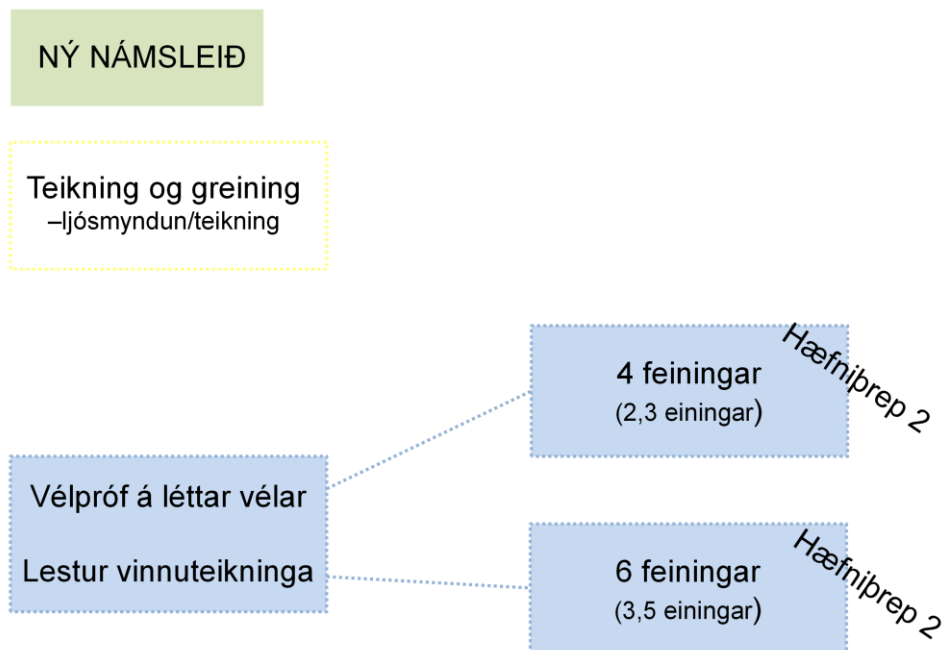 NÝ NÁMSLEIÐ
Teikning og greining
–ljósmyndun/teikning
Vélpróf á léttar vélar
Lestur vinnuteikninga
4 feiningar
(2,3 einingar)
Hæfniþrep 2
6 feiningar
(3,5 einingar)
Hæfniþrep 2